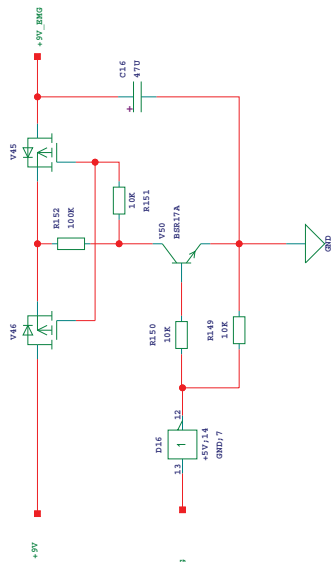 +9V_EMG
C16
47U
+
V45
R152
100K
10K
R151
V50
BSR17A
GND
V46
R150
10K
R149
10K
D16
12
1
13
+5V;14
GND;7
+9V